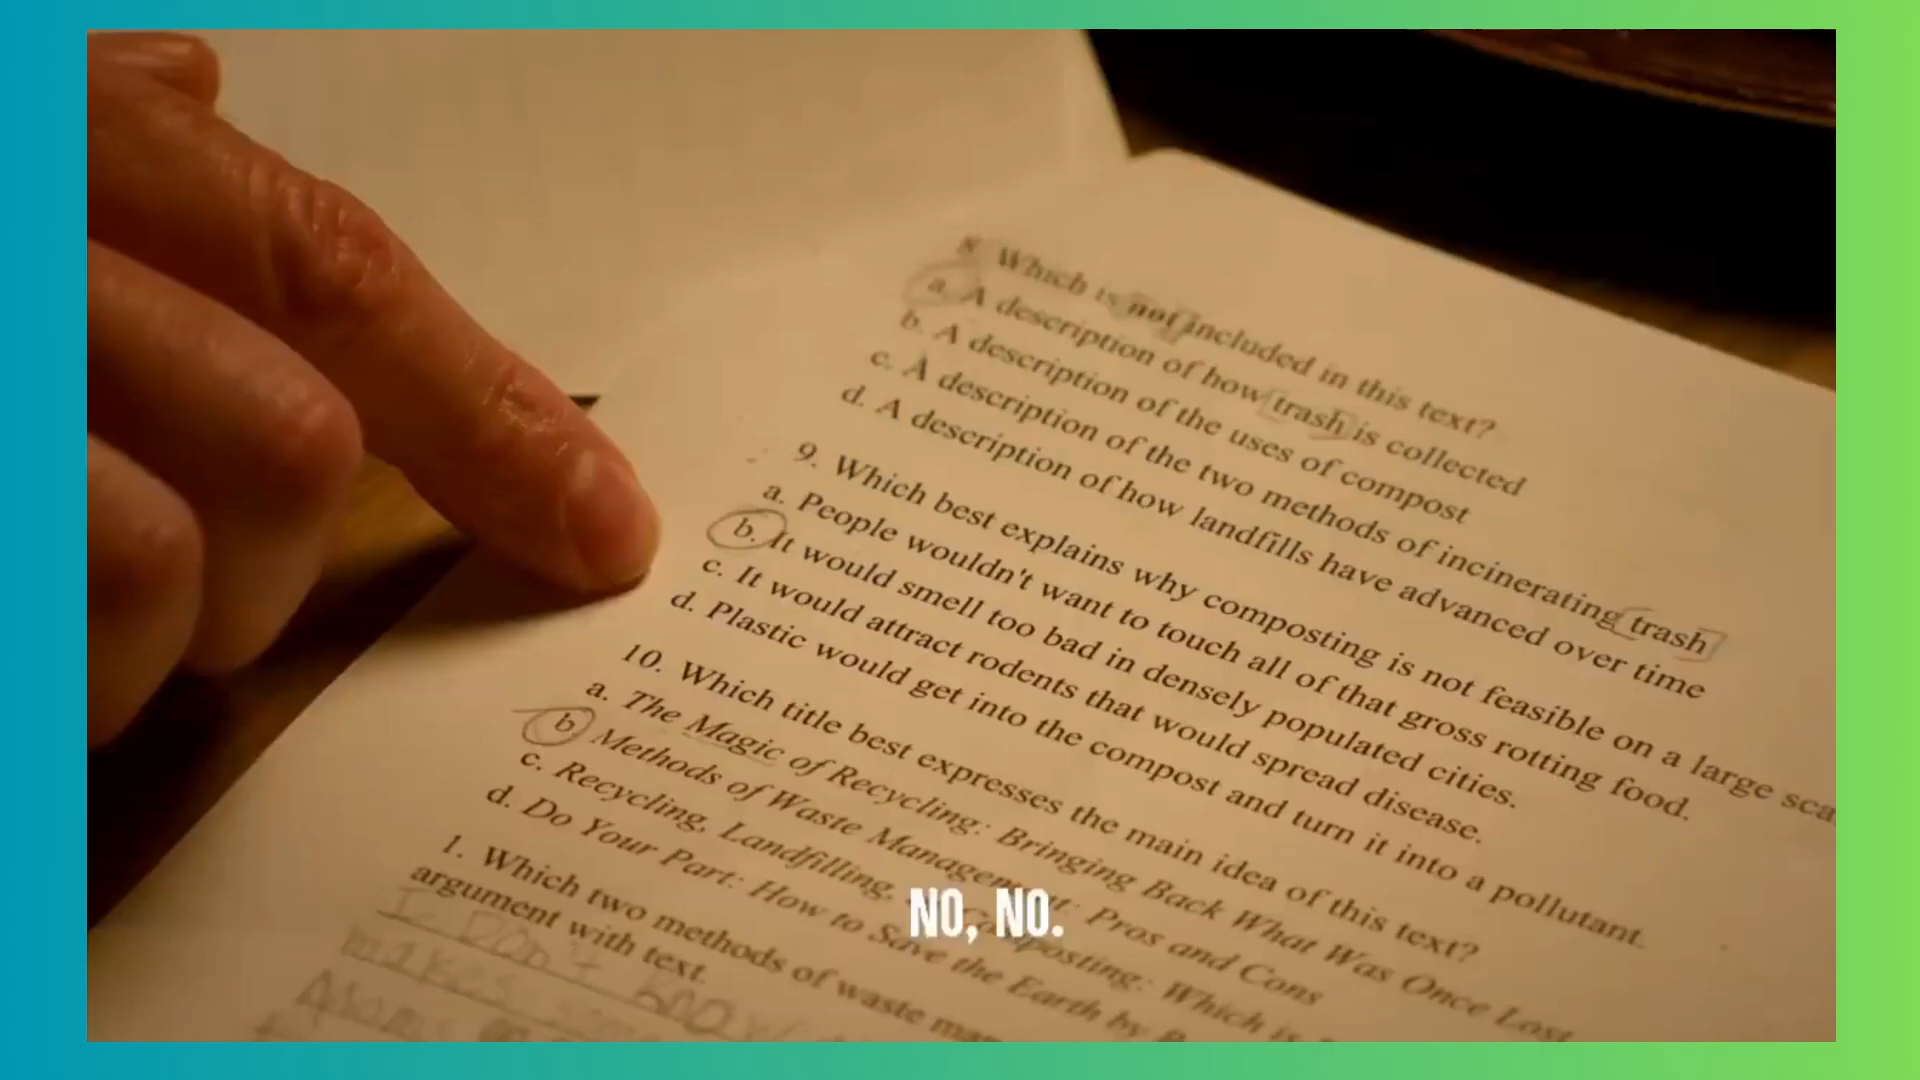 8. Which is not included in this text?
a. A description of how trash is collected
b. A description of the uses of compost
c. A description of the two methods of incinerating trash
d. A description of how landfills have advanced over time
9. Which best explains why composting is not feasible on a large sca
a. People wouldn't want to touch all of that gross rotting food.
b. It would smell too bad in densely populated cities.
c. It would attract rodents that would spread disease.
d. Plastic would get into the compost and turn it into a pollutant.
10. Which title best expresses the main idea of this text?
a. The Magic of Recycling: Bringing Back What Was Once Lost
b. Methods of Waste Management: Pros and Cons
c. Recycling, Landfilling, Composting: Which is
d. Do Your Part: How to Save the Earth by
1. Which two methods of waste
argument with text.
I Don't know
makes
NO, NO.